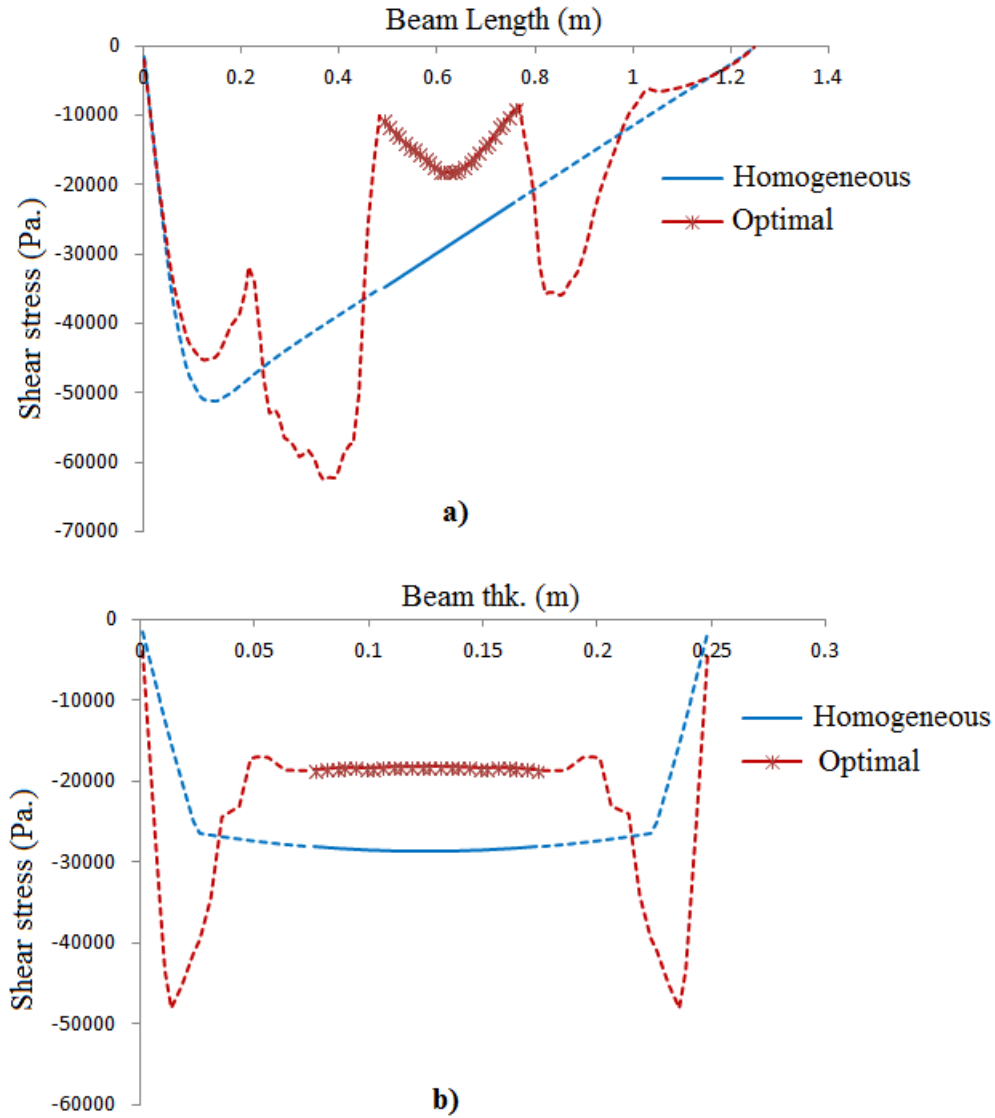 Beam Length (m)
0
0 0.2 0.4 0.6 0.8 1 1.2 1.4
-10000
-20000
-30000
-40000
-50000
-60000
-70000
Shear stress (Pa.)
Homogeneous
Optimal
a)
Beam thk. (m)
0
0 0.05 0.1 0.15 0.2 0.25 0.3
-10000
-20000
-30000
-40000
-50000
-60000
Shear stress (Pa.)
Homogeneous
Optimal
b)